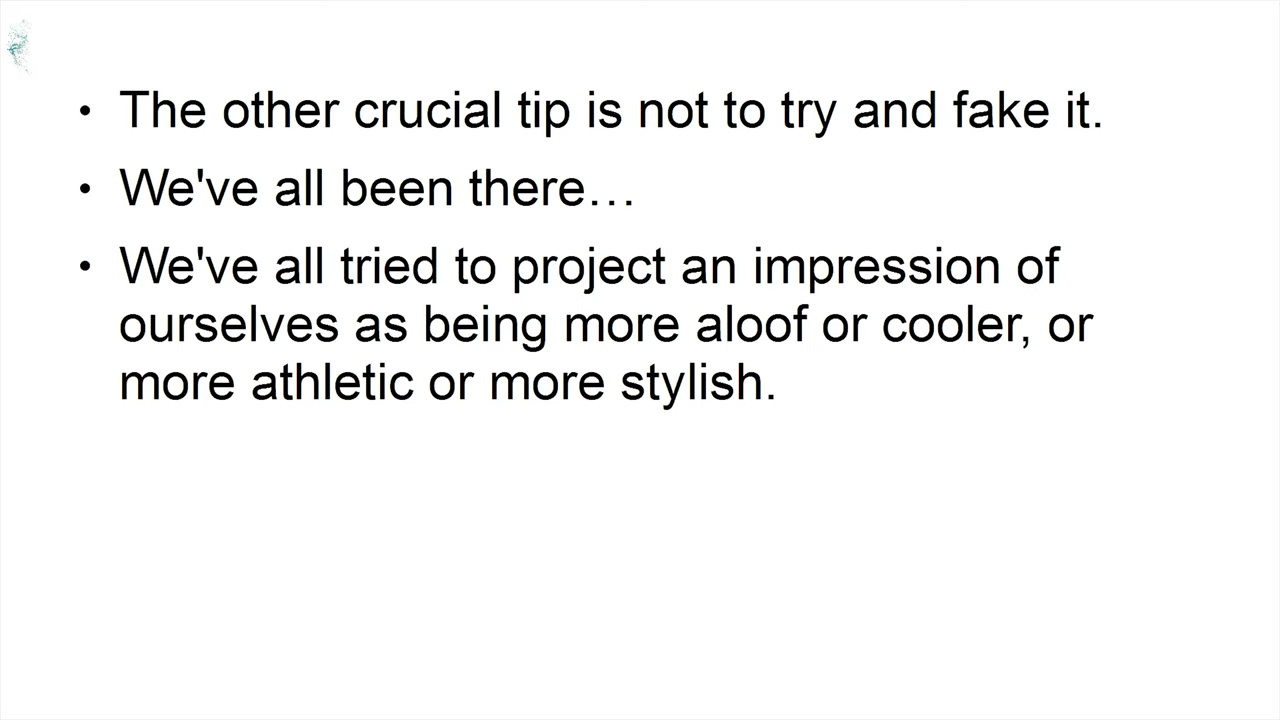 • The other crucial tip is not to try and fake it.
• We've all been there…
• We've all tried to project an impression of
ourselves as being more aloof or cooler, or
more athletic or more stylish.